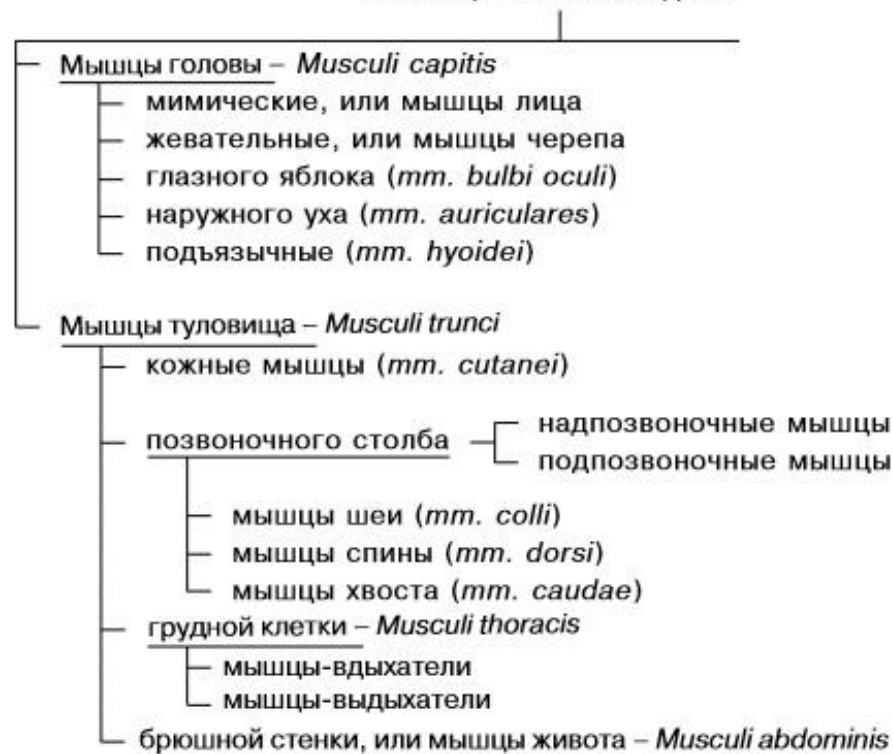 Мышцы головы – Musculi capitis
мимические, или мышцы лица
жевательные, или мышцы черепа
глазного яблока (mm. bulbi oculi)
наружного уха (mm. auriculares)
подъязычные (mm. hyoidei)
Мышцы туловища – Musculi trunci
кожные мышцы (mm. cutanei)
позвоночного столба
надпозвоночные мышцы
подпозвоночные мышцы
мышцы шеи (mm. colli)
мышцы спины (mm. dorsi)
мышцы хвоста (mm. caudae)
грудной клетки – Musculi thoracis
мышцы-вдыхатели
мышцы-выдыхатели
брюшной стенки, или мышцы живота – Musculi abdominis